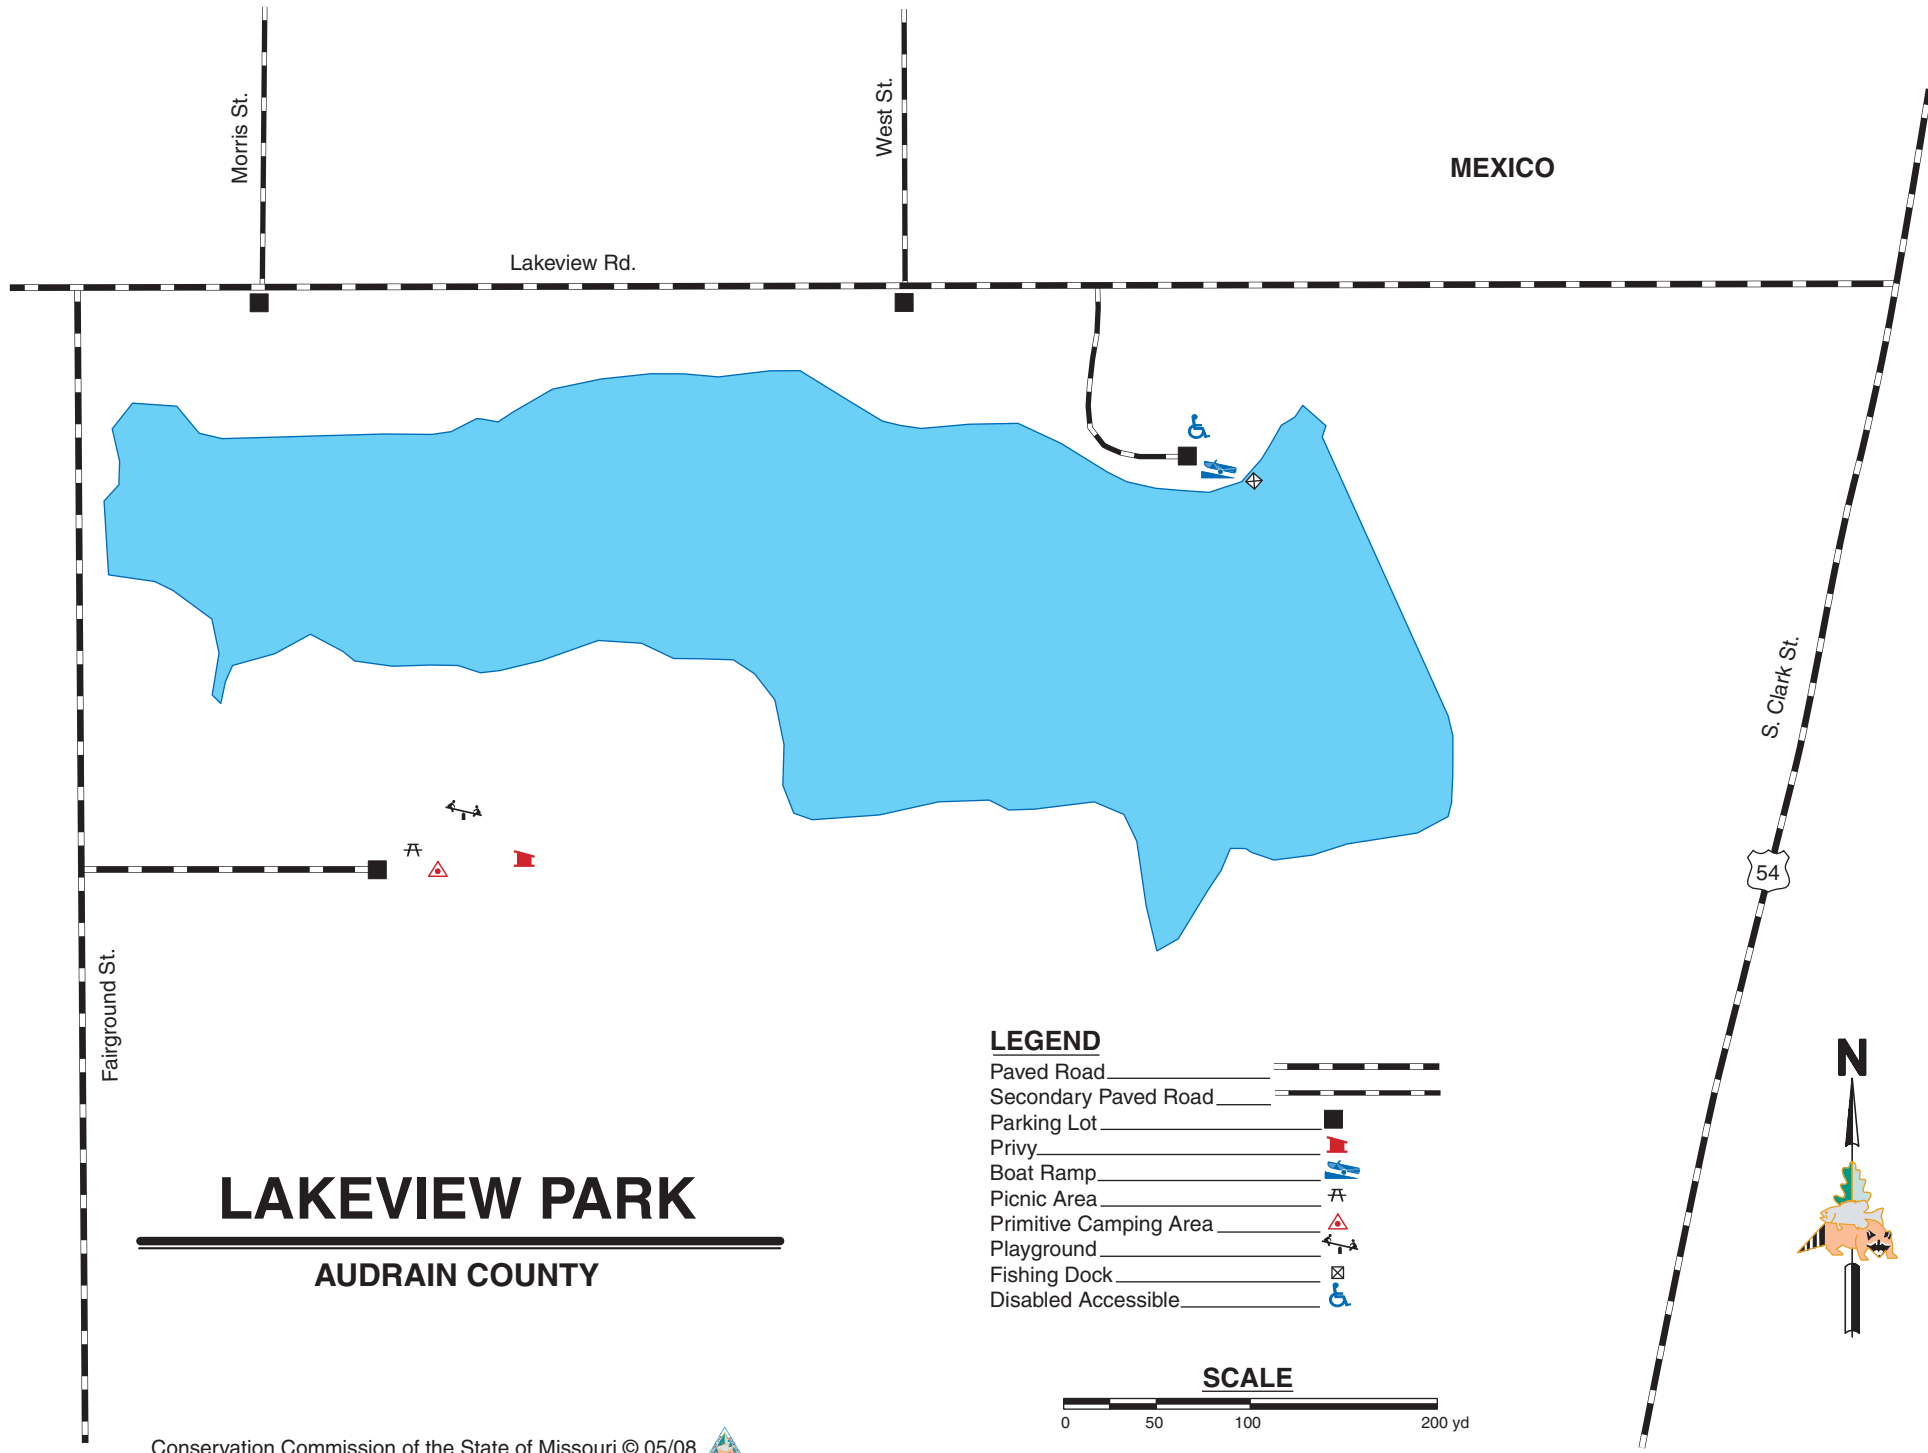 Morris St.
West St.
MEXICO
Lakeview Rd.
S. Clark St.
54
Fairground St.
LEGEND
Paved Road
Secondary Paved Road
Parking Lot
Privy
Boat Ramp
Picnic Area
Primitive Camping Area
Playground
Fishing Dock
Disabled Accessible
N
LAKEVIEW PARK
AUDRAIN COUNTY
SCALE
0 50 100 200 yd
Conservation Commission of the State of Missouri © 05/08